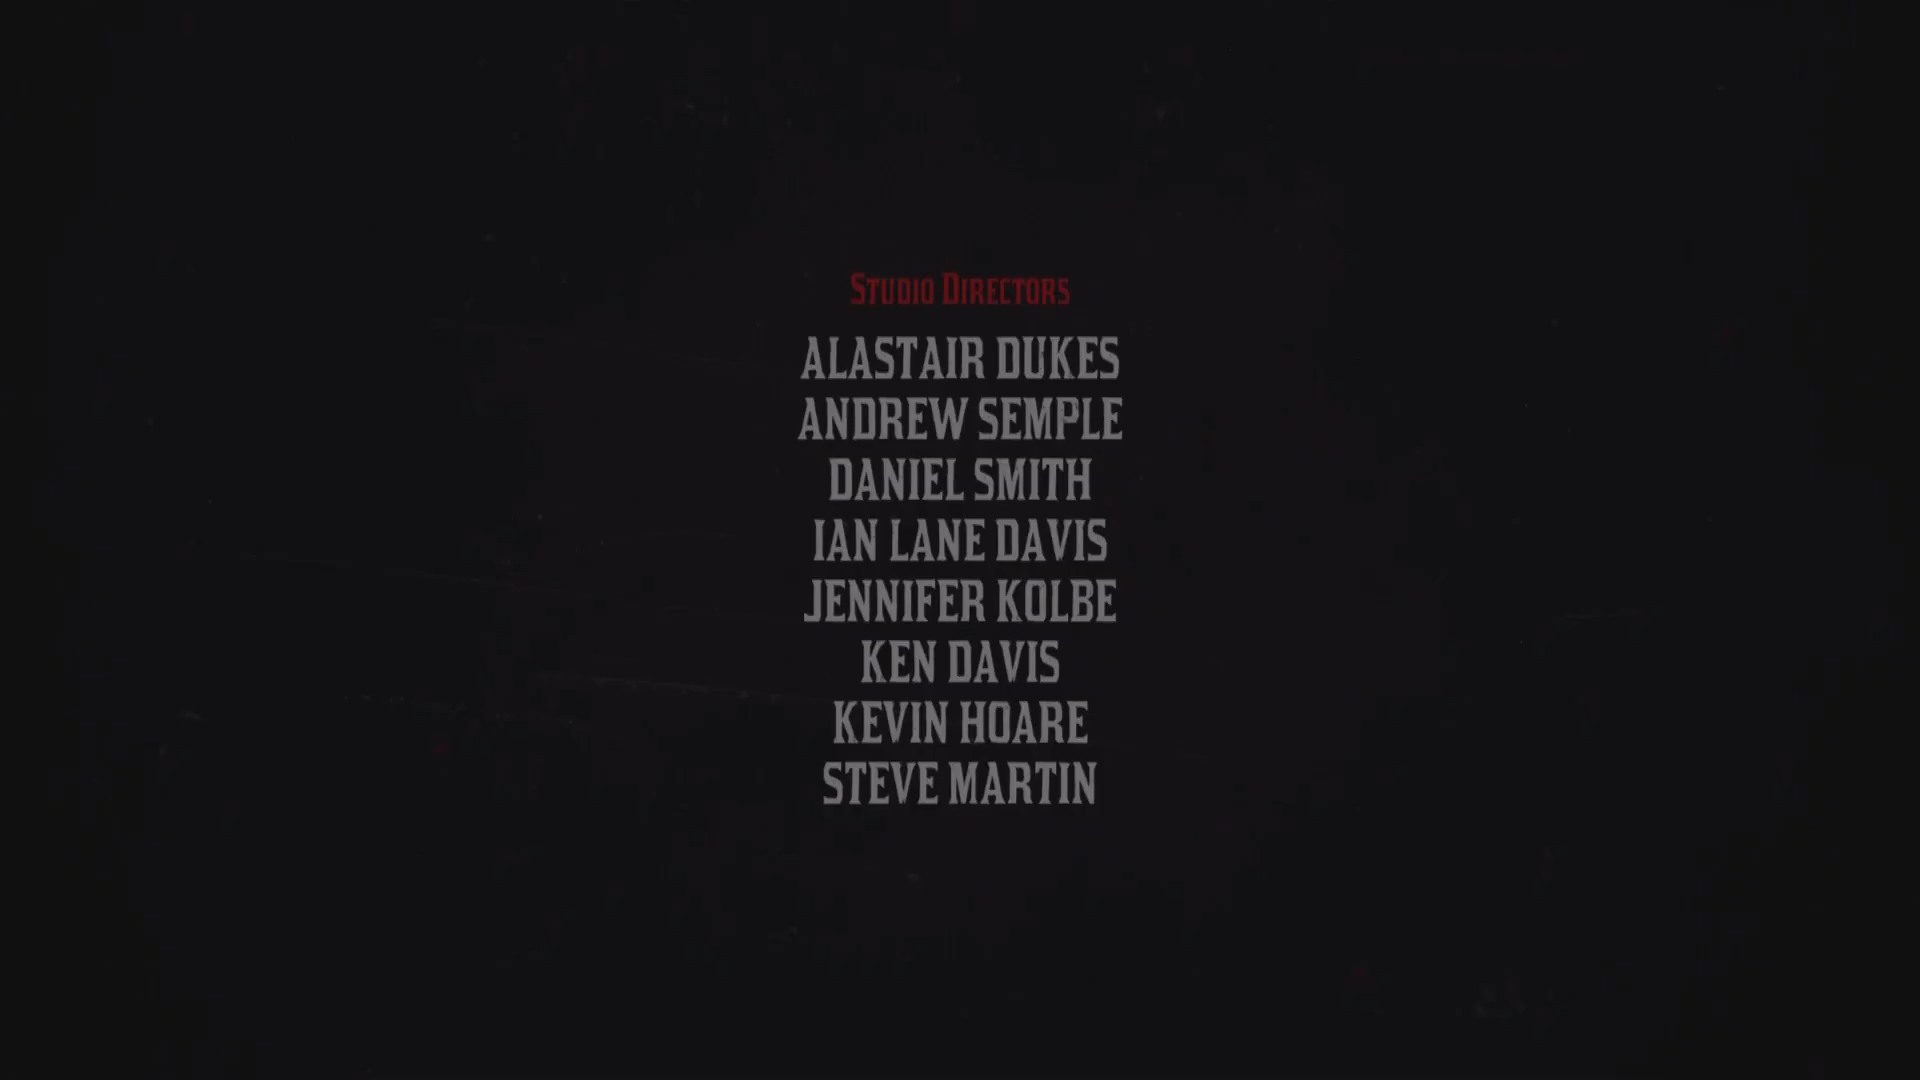 Studio Directors
ALASTAIR DUKES
ANDREW SEMPLE
DANIEL SMITH
IAN LANE DAVIS
JENNIFER KOLBE
KEN DAVIS
KEVIN HOARE
STEVE MARTIN